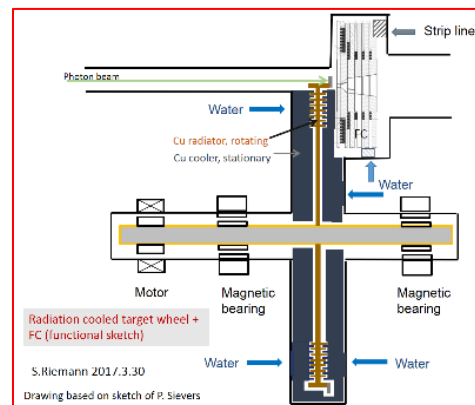 Strip line
Photon beam
Water
Cu radiator, rotating
Cu cooler, stationary
FC
Water
Motor
Magnetic
bearing
Magnetic
bearing
Radiation cooled target wheel +
FC (functional sketch)
Water
Water
S.Riemann 2017.3.30
Drawing based on sketch of P. Sievers